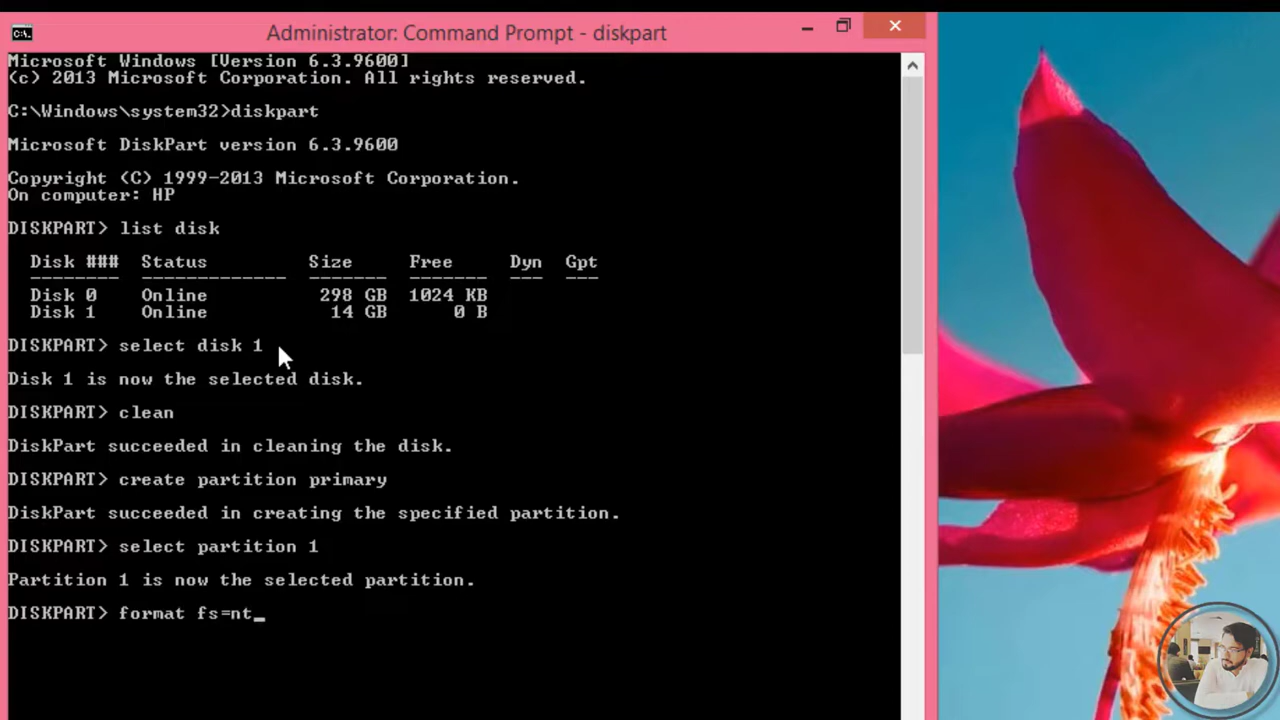 Administrator: Command Prompt - diskpart
Microsoft Windows [Version 6.3.9600]
(c) 2013 Microsoft Corporation. All rights reserved.
C:\Windows\system32>diskpart
Microsoft DiskPart version 6.3.9600
Copyright (C) 1999-2013 Microsoft Corporation.
On computer: HP
DISKPART> list disk
Disk ### Status Size Free Dyn Gpt
-------- ------------- ------- ------- --- ---
Disk 0 Online 298 GB 1024 KB
Disk 1 Online 14 GB 0 B
DISKPART> select disk 1
Disk 1 is now the selected disk.
DISKPART> clean
DiskPart succeeded in cleaning the disk.
DISKPART> create partition primary
DiskPart succeeded in creating the specified partition.
DISKPART> select partition 1
Partition 1 is now the selected partition.
DISKPART> format fs=nt_